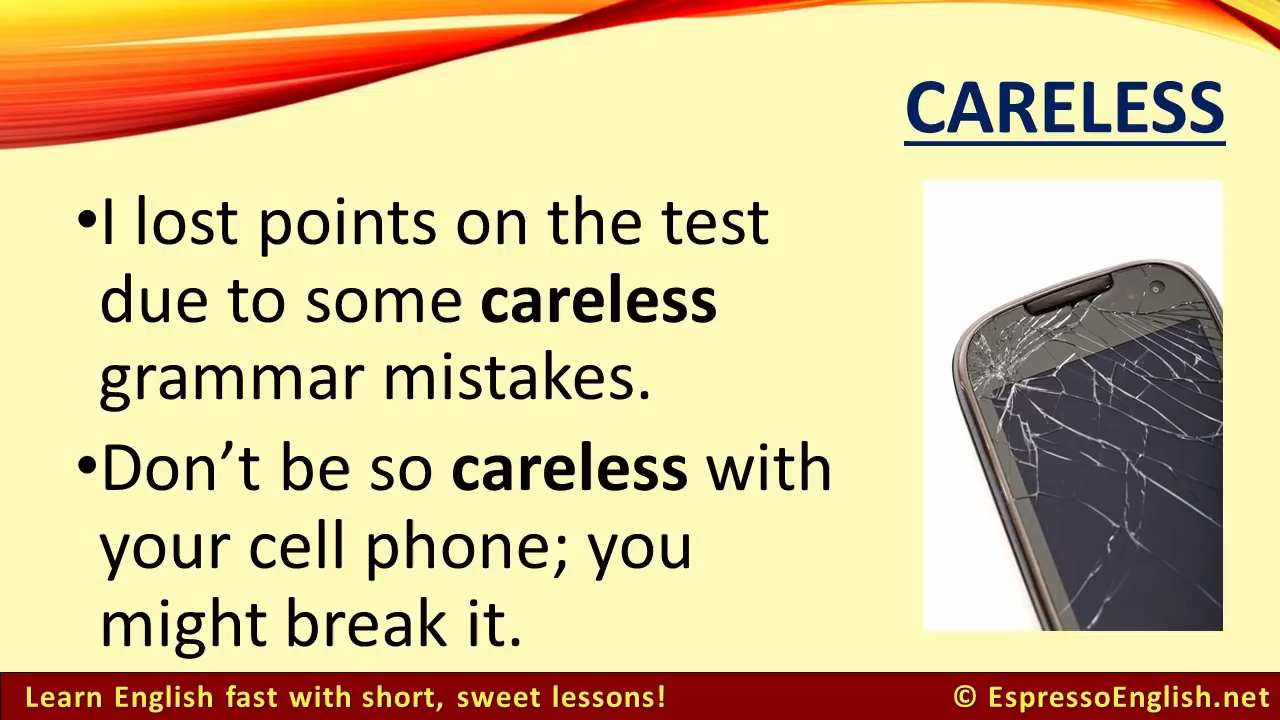 CARELESS
•I lost points on the test
due to some careless
grammar mistakes.
•Don’t be so careless with
your cell phone; you
might break it.
Learn English fast with short, sweet lessons!
© EspressoEnglish.net